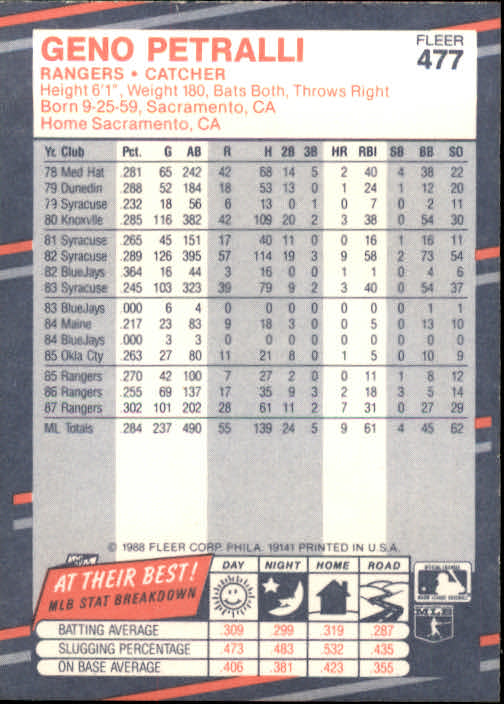 GENO PETRALLI
FLEER
477
RANGERS • CATCHER
Height 6'1", Weight 180, Bats Both, Throws Right
Born 9-25-59, Sacramento, CA
Home Sacramento, CA
Yr. Club Pct. G AB R H 2B 3B HR RBI SB BB SO
78 Med Hat .281 65 242 42 68 14 5 2 40 4 38 22
79 Dunedin .288 52 184 18 53 13 0 1 24 1 12 20
79 Syracuse .232 18 56 6 13 0 1 0 7 0 2 11
80 Knoxvlle .285 116 382 42 109 20 2 3 38 0 54 30
81 Syracuse .265 45 151 17 40 11 0 0 16 1 16 11
82 Syracuse .289 126 395 57 114 19 3 9 58 2 73 54
82 BlueJays .364 16 44 3 16 0 0 1 1 0 4 6
83 Syracuse .245 103 323 39 79 9 2 3 40 0 54 37
83 BlueJays .000 6 4 0 0 0 0 0 0 0 1 1
84 Maine .217 23 83 9 18 3 0 0 5 0 13 10
84 BlueJays .000 3 3 0 0 0 0 0 0 0 0 0
85 Okla Cty .263 27 80 11 21 8 0 1 5 0 10 9
85 Rangers .270 42 100 7 27 2 0 0 11 1 8 12
86 Rangers .255 69 137 17 35 9 3 2 18 3 5 14
87 Rangers .302 101 202 28 61 11 2 7 31 0 27 29
ML Totals .284 237 490 55 139 24 5 9 61 4 45 62
© 1988 FLEER CORP. PHILA. 19141 PRINTED IN U.S.A.
AT THEIR BEST!
MLB STAT BREAKDOWN
DAY NIGHT HOME ROAD
BATTING AVERAGE .309 .299 .319 .287
SLUGGING PERCENTAGE .473 .483 .532 .435
ON BASE AVERAGE .406 .381 .423 .355